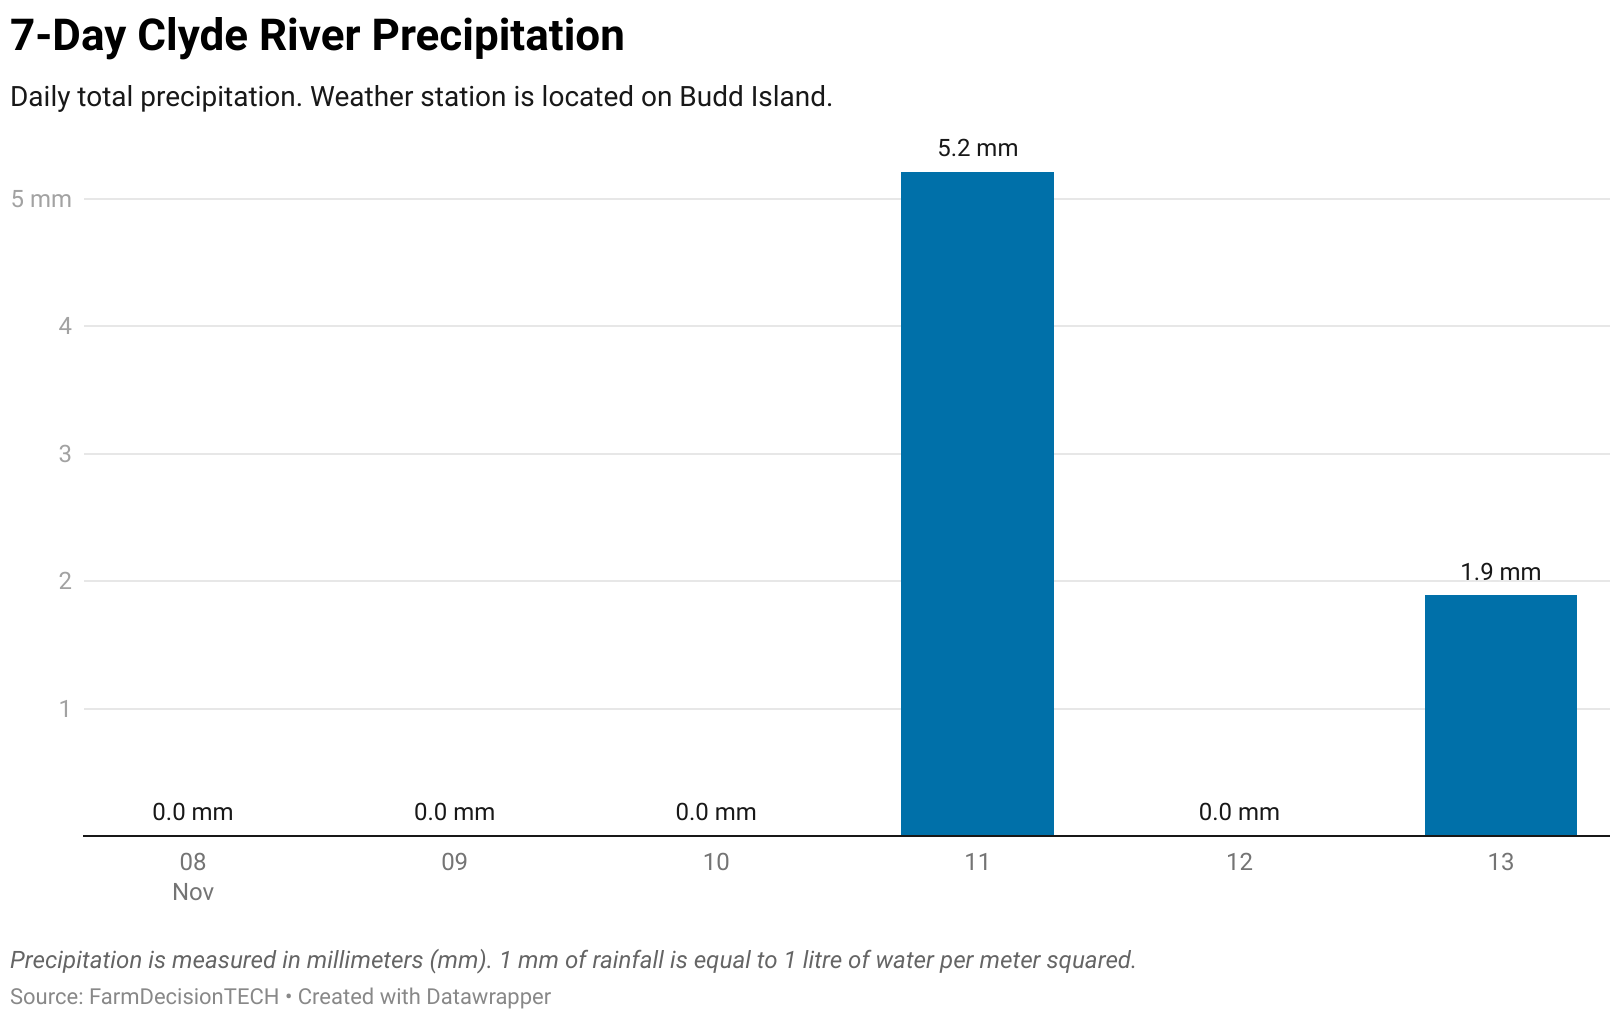 7-Day Clyde River Precipitation
Daily total precipitation. Weather station is located on Budd Island.
5.2 mm
5 mm
4
3
2
1.9 mm
1
0.0 mm 0.0 mm 0.0 mm 0.0 mm
08 09 10 11 12 13
Nov
Precipitation is measured in millimeters (mm). 1 mm of rainfall is equal to 1 litre of water per meter squared.
Source: FarmDecisionTECH • Created with Datawrapper